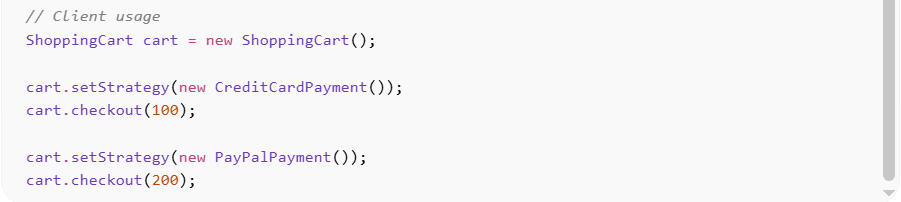 // Client usage
ShoppingCart cart = new ShoppingCart();
cart.setStrategy(new CreditCardPayment());
cart.checkout(100);
cart.setStrategy(new PayPalPayment());
cart.checkout(200);